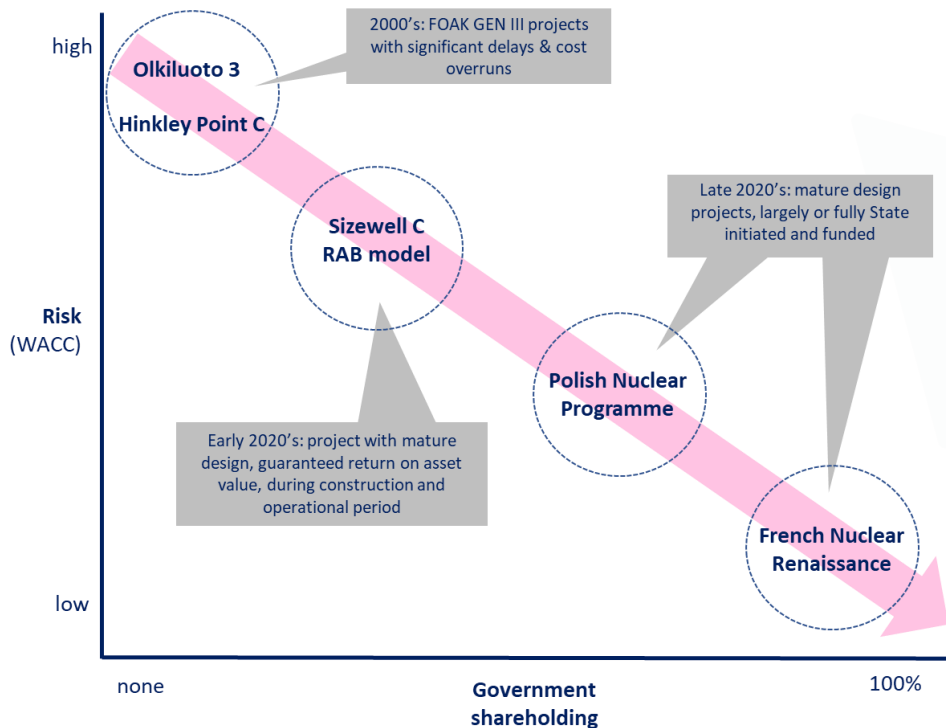 high
2000's: FOAK GEN III projects
with significant delays & cost
overruns
Olkiluoto 3
Hinkley Point C
Late 2020's: mature design
projects, largely or fully State
initiated and funded
Sizewell C
RAB model
Risk
(WACC)
Polish Nuclear
Programme
Early 2020's: project with mature
design, guaranteed return on asset
value, during construction and
operational period
French Nuclear
Renaissance
low
none
Government
shareholding
100%